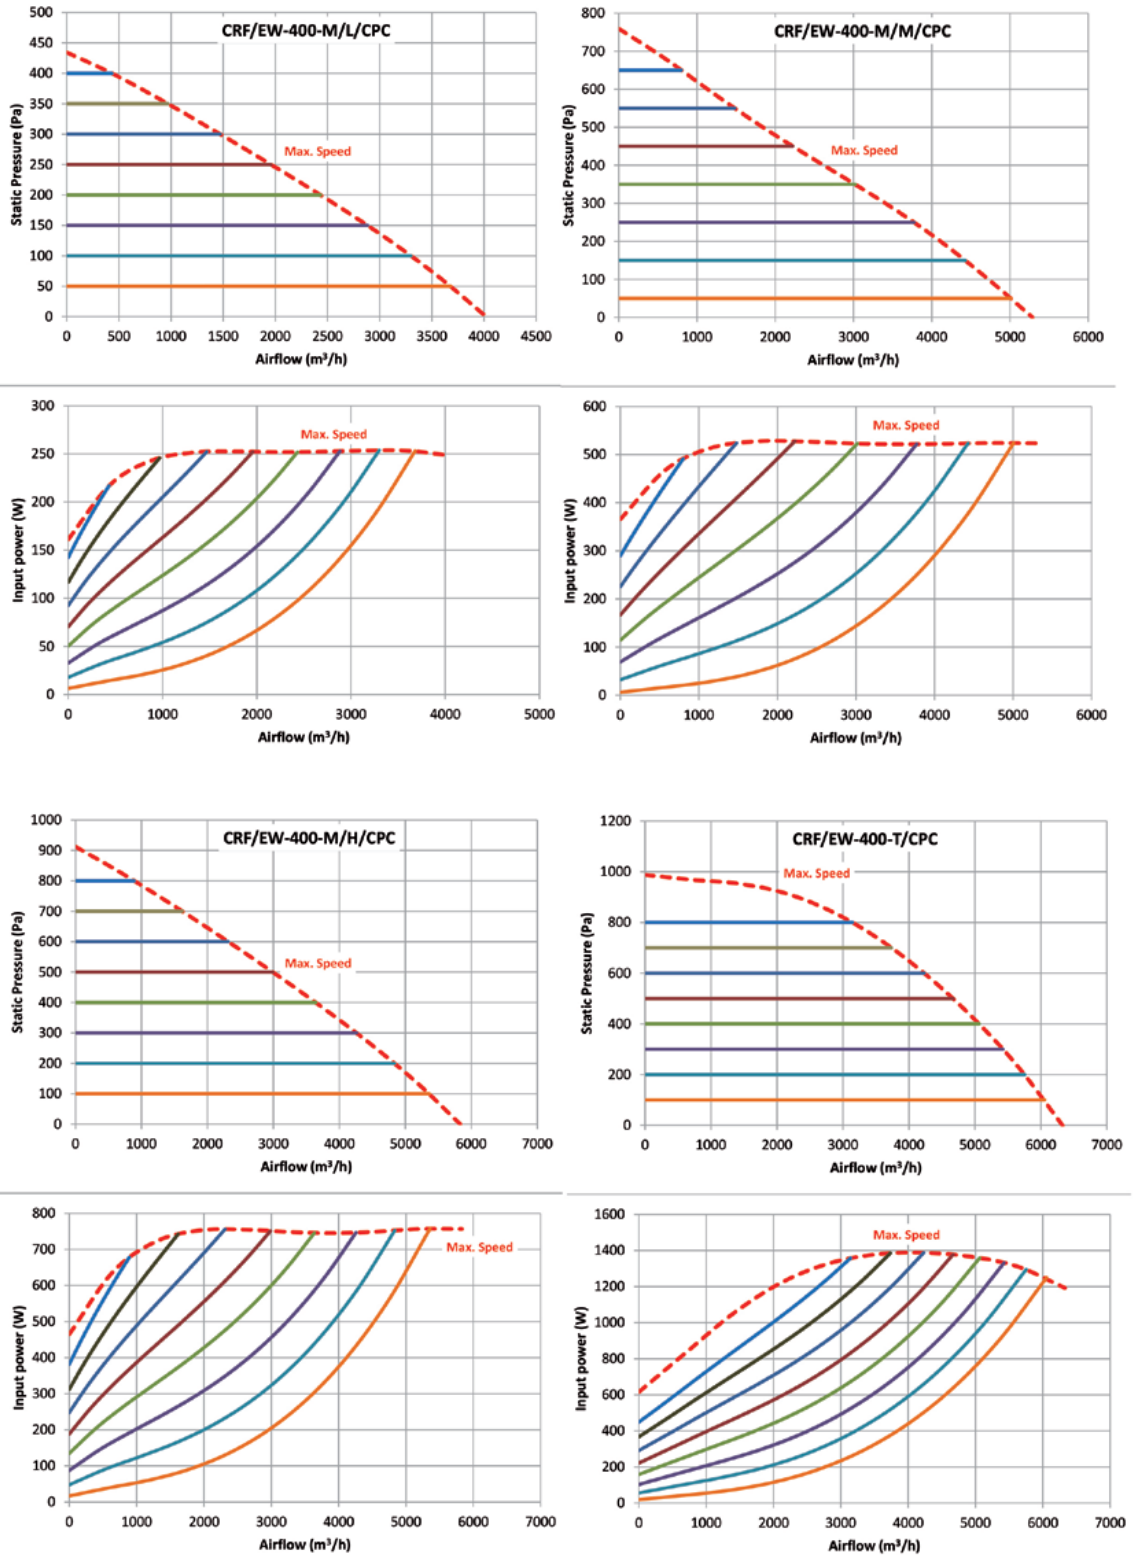 CRF/EW-400-M/L/CPC
Static Pressure (Pa)
500
450
400
350
300
250
200
150
100
50
0
Max. Speed
0 500 1000 1500 2000 2500 3000 3500 4000 4500
Airflow (m³/h)
CRF/EW-400-M/M/CPC
Static Pressure (Pa)
800
700
600
500
400
300
200
100
0
Max. Speed
0 1000 2000 3000 4000 5000 6000
Airflow (m³/h)
Input power (W)
300
250
200
150
100
50
0
Max. Speed
0 1000 2000 3000 4000 5000
Airflow (m³/h)
Input power (W)
600
500
400
300
200
100
0
Max. Speed
0 1000 2000 3000 4000 5000 6000
Airflow (m³/h)
CRF/EW-400-M/H/CPC
Static Pressure (Pa)
1000
900
800
700
600
500
400
300
200
100
0
Max. Speed
0 1000 2000 3000 4000 5000 6000 7000
Airflow (m³/h)
CRF/EW-400-T/CPC
Static Pressure (Pa)
1200
1000
800
600
400
200
0
Max. Speed
0 1000 2000 3000 4000 5000 6000 7000
Airflow (m³/h)
Input power (W)
800
700
600
500
400
300
200
100
0
Max. Speed
0 1000 2000 3000 4000 5000 6000 7000
Airflow (m³/h)
Input power (W)
1600
1400
1200
1000
800
600
400
200
0
Max. Speed
0 1000 2000 3000 4000 5000 6000 7000
Airflow (m³/h)